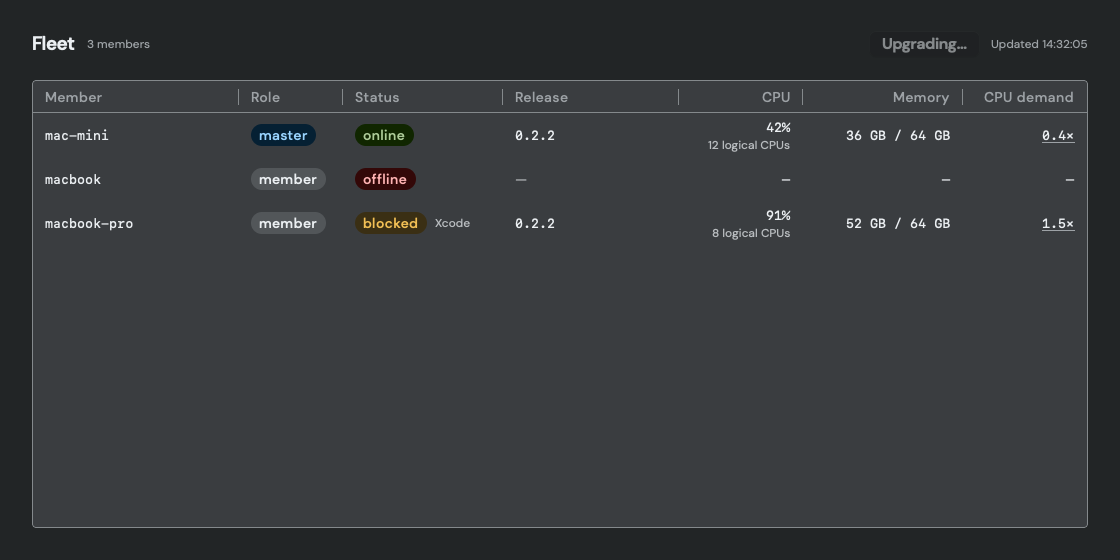 Fleet 3 members Upgrading... Updated 14:32:05
Member Role Status Release CPU Memory CPU demand
mac-mini master online 0.2.2 42% 36 GB / 64 GB 0.4×
12 logical CPUs
macbook member offline — — — —
macbook-pro member blocked Xcode 0.2.2 91% 52 GB / 64 GB 1.5×
8 logical CPUs